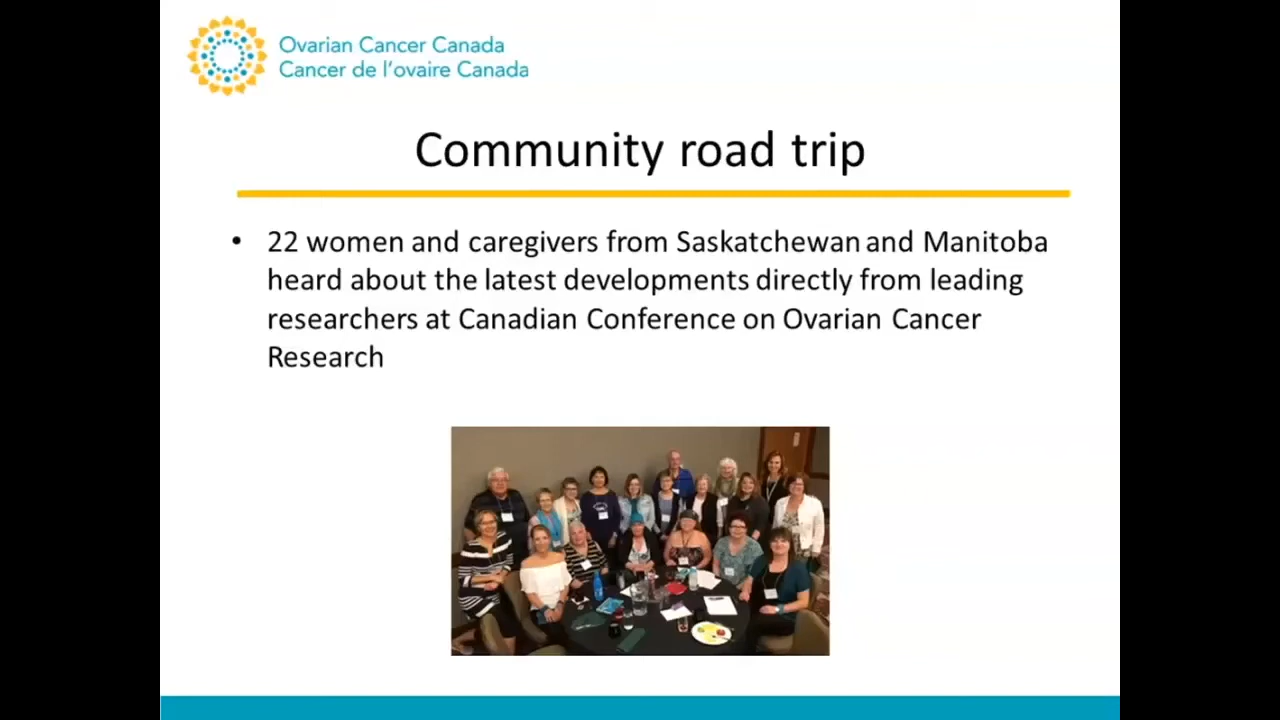 Ovarian Cancer Canada
Cancer de l'ovaire Canada
Community road trip
• 22 women and caregivers from Saskatchewan and Manitoba
heard about the latest developments directly from leading
researchers at Canadian Conference on Ovarian Cancer
Research